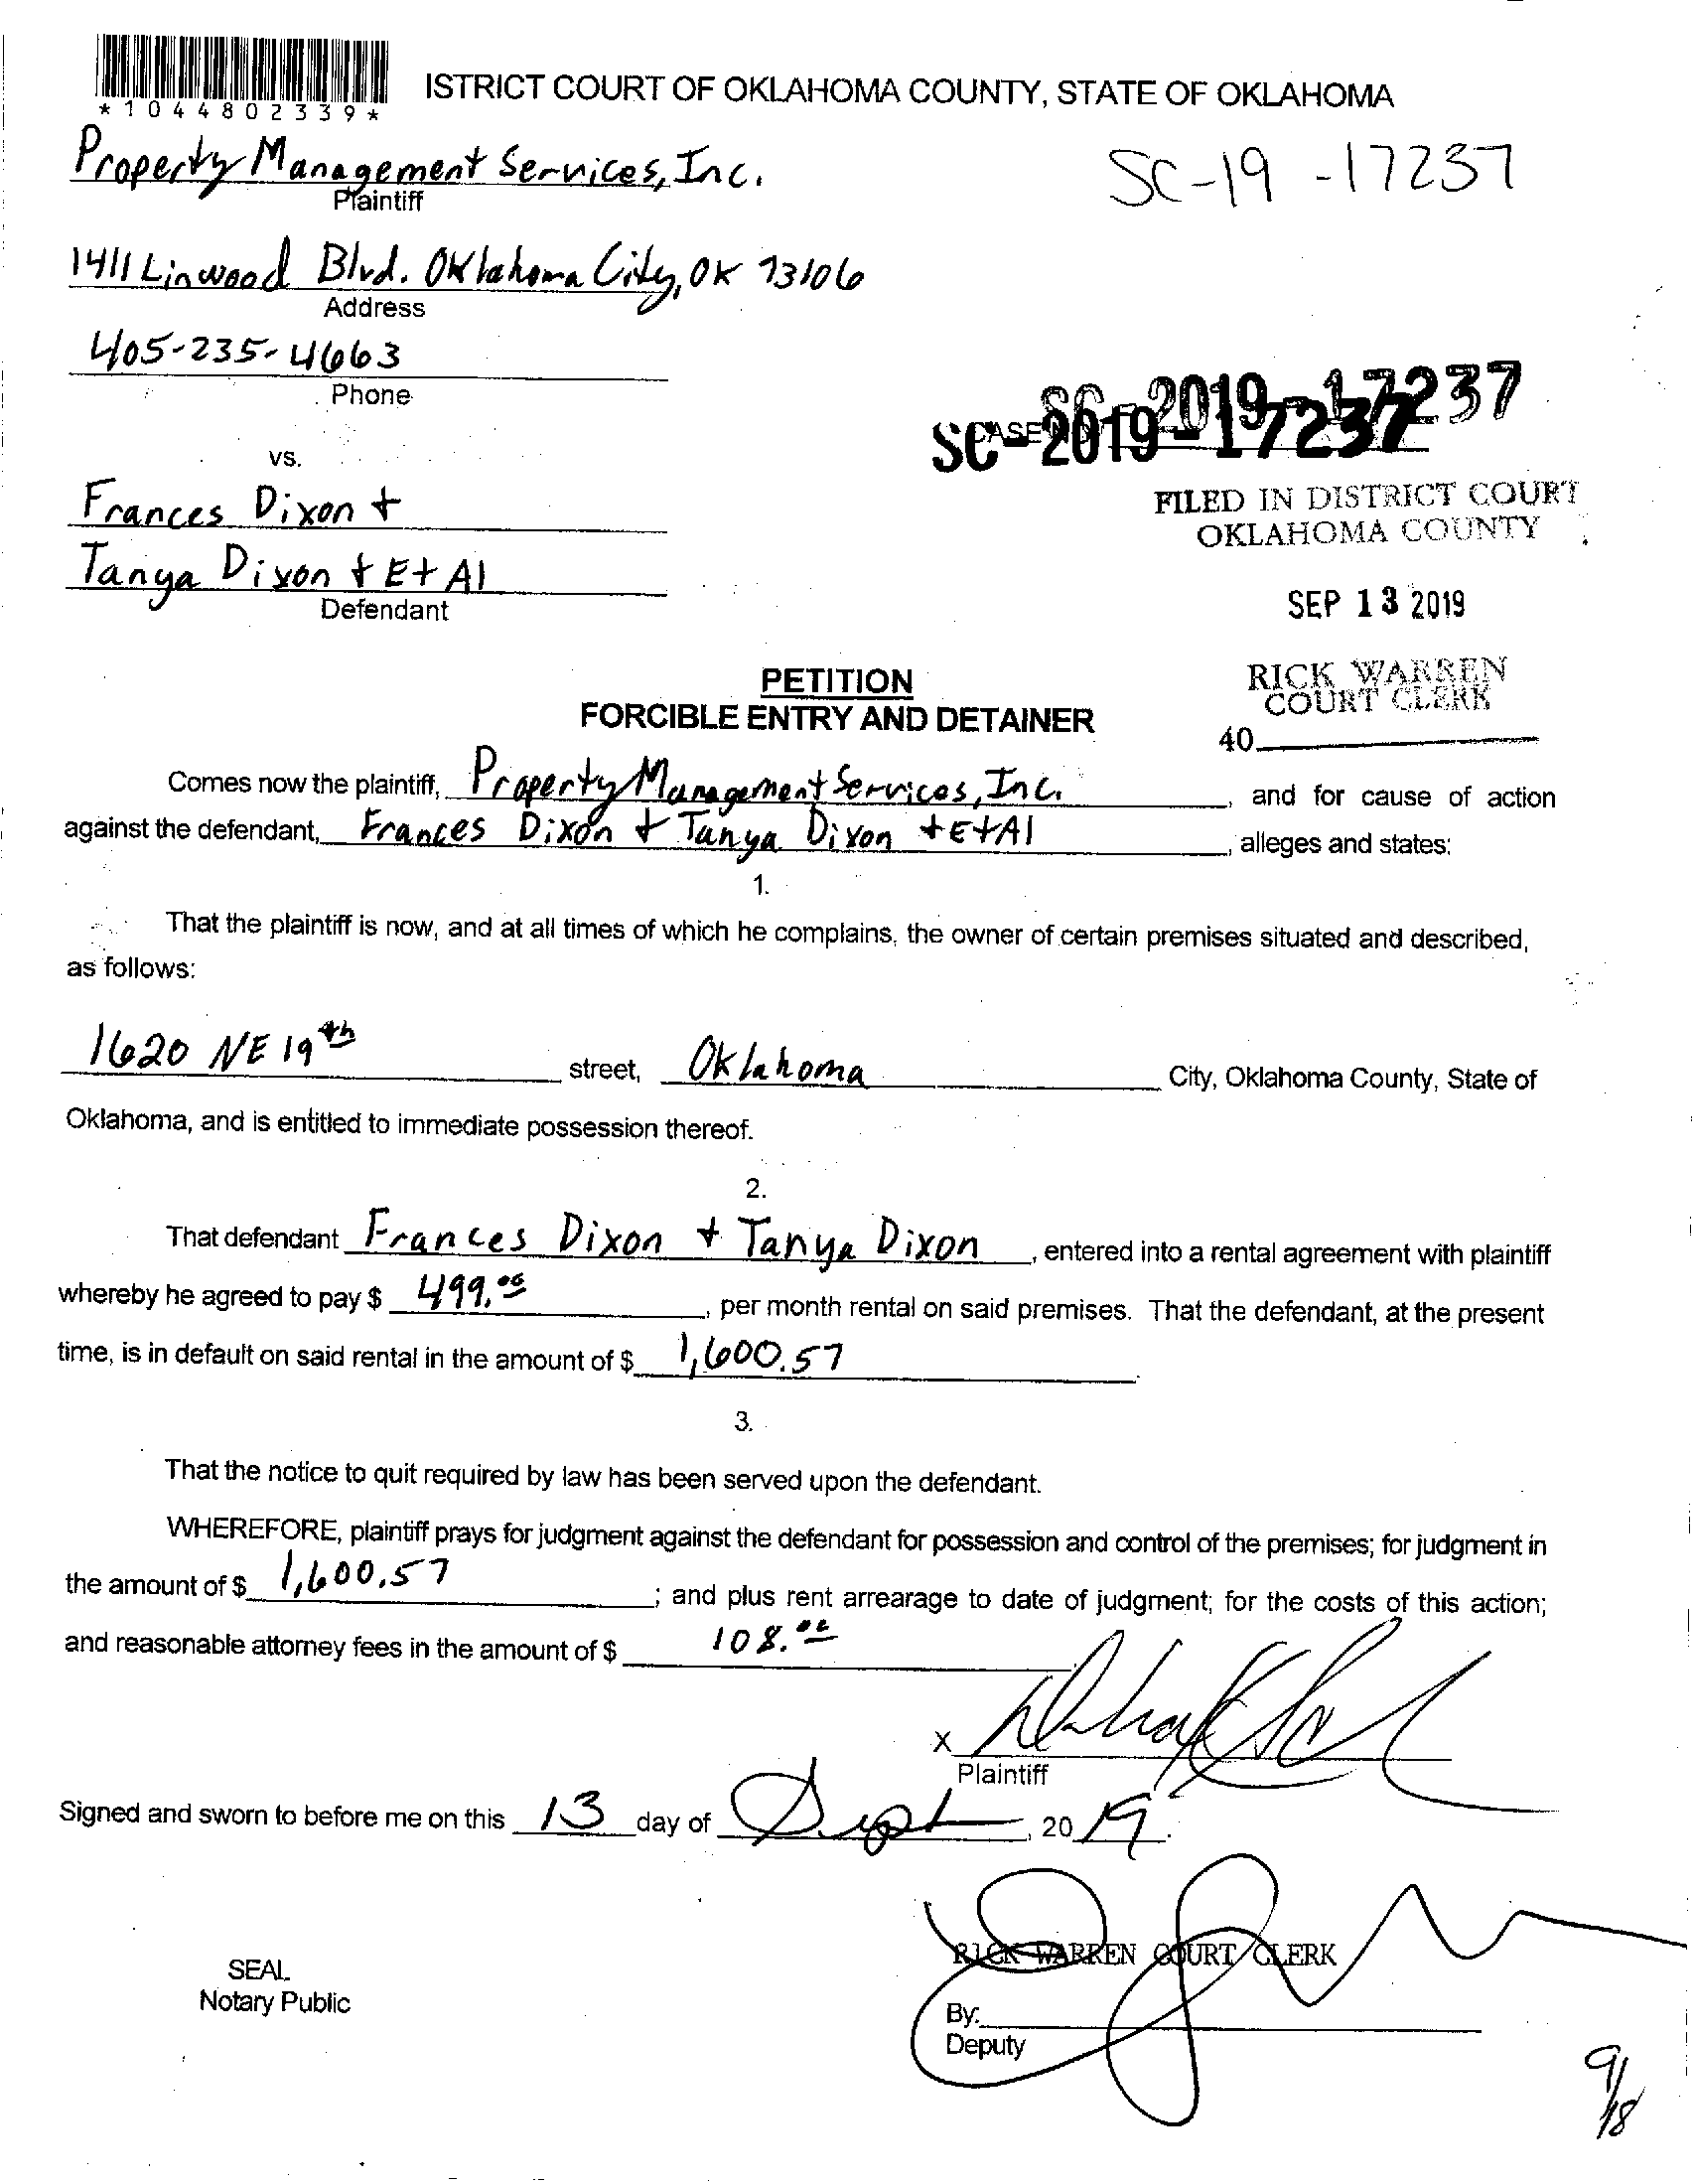 *1044802339*
ISTRICT COURT OF OKLAHOMA COUNTY, STATE OF OKLAHOMA
Property Management Services, Inc.
Plaintiff
SC-19-17237
1411 Linwood Blvd. Oklahoma City, OK 73106
Address
405-235-4663
Phone
SC-2019-17237
SC-2019-17237
CASE
vs.
Frances Dixon +
Tanya Dixon + Et Al
Defendant
FILED IN DISTRICT COURT
OKLAHOMA COUNTY
SEP 13 2019
RICK WARREN
COURT CLERK
40
PETITION
FORCIBLE ENTRY AND DETAINER
Comes now the plaintiff, Property Management Services, Inc. , and for cause of action
against the defendant, Frances Dixon + Tanya Dixon + Et Al , alleges and states:
1.
That the plaintiff is now, and at all times of which he complains, the owner of certain premises situated and described,
as follows:
1620 NE 19th street, Oklahoma City, Oklahoma County, State of
Oklahoma, and is entitled to immediate possession thereof.
2.
That defendant Frances Dixon + Tanya Dixon , entered into a rental agreement with plaintiff
whereby he agreed to pay $ 499.00 , per month rental on said premises. That the defendant, at the present
time, is in default on said rental in the amount of $ 1,600.57 .
3.
That the notice to quit required by law has been served upon the defendant.
WHEREFORE, plaintiff prays for judgment against the defendant for possession and control of the premises; for judgment in
the amount of $ 1,600.57 ; and plus rent arrearage to date of judgment; for the costs of this action;
and reasonable attorney fees in the amount of $ 108.00 .
X
Plaintiff
Signed and sworn to before me on this 13 day of Sept , 2019.
SEAL
Notary Public
RICK WARREN COURT CLERK
By:
Deputy
9/18